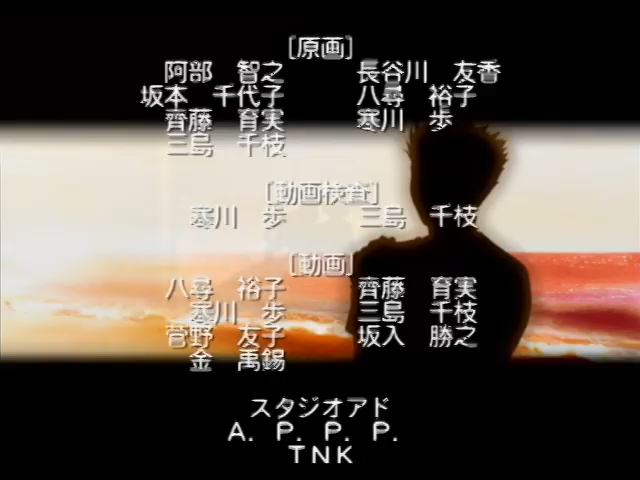 [原画]
阿部 智之 長谷川 友香
坂本 千代子 八尋 裕子
齊藤 育実 寒川 歩
三島 千枝
[動画検査]
寒川 歩 三島 千枝
[動画]
八尋 裕子 齊藤 育実
寒川 歩 三島 千枝
菅野 友子 坂入 勝之
金 禹錫
スタジオアド
A. P. P. P.
TNK